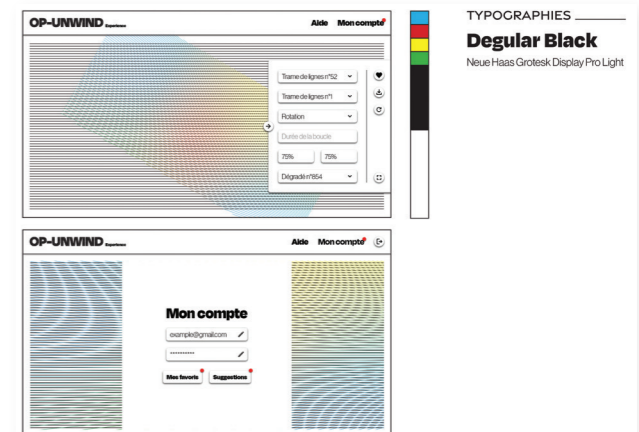 OP-UNWIND Experience
Aide Mon compte
Trame de lignes n°52
Trame de lignes n°1
Rotation
Durée de la boucle
75% 75%
Dégradé n°854
OP-UNWIND Experience
Aide Mon compte
Mon compte
example@gmail.com
**********
Mes favoris Suggestions
TYPOGRAPHIES
Degular Black
Neue Haas Grotesk Display Pro Light